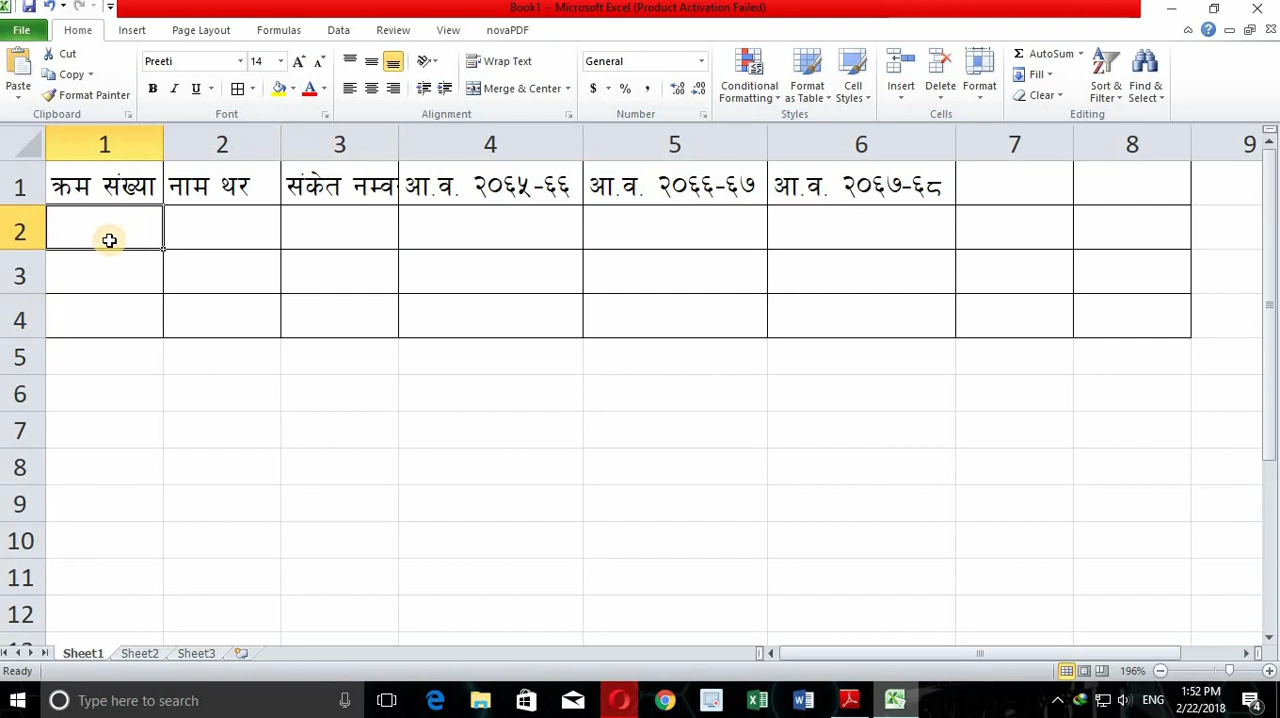 Book1 - Microsoft Excel (Product Activation Failed)
File Home Insert Page Layout Formulas Data Review View novaPDF
Cut
Copy
Format Painter
Paste
Preeti 14
Wrap Text
Merge & Center
General
Conditional Formatting
Format as Table
Cell Styles
Insert
Delete
Format
AutoSum
Fill
Clear
Sort & Filter
Find & Select
Clipboard Font Alignment Number Styles Cells Editing
1 2 3 4 5 6 7 8 9
1 क्रम संख्या नाम थर संकेत नम्व आ.व. २०६५-६६ आ.व. २०६६-६७ आ.व. २०६७-६८
2
3
4
5
6
7
8
9
10
11
12
Sheet1 Sheet2 Sheet3
Ready 196%
Type here to search
ENG
1:52 PM
2/22/2018
4